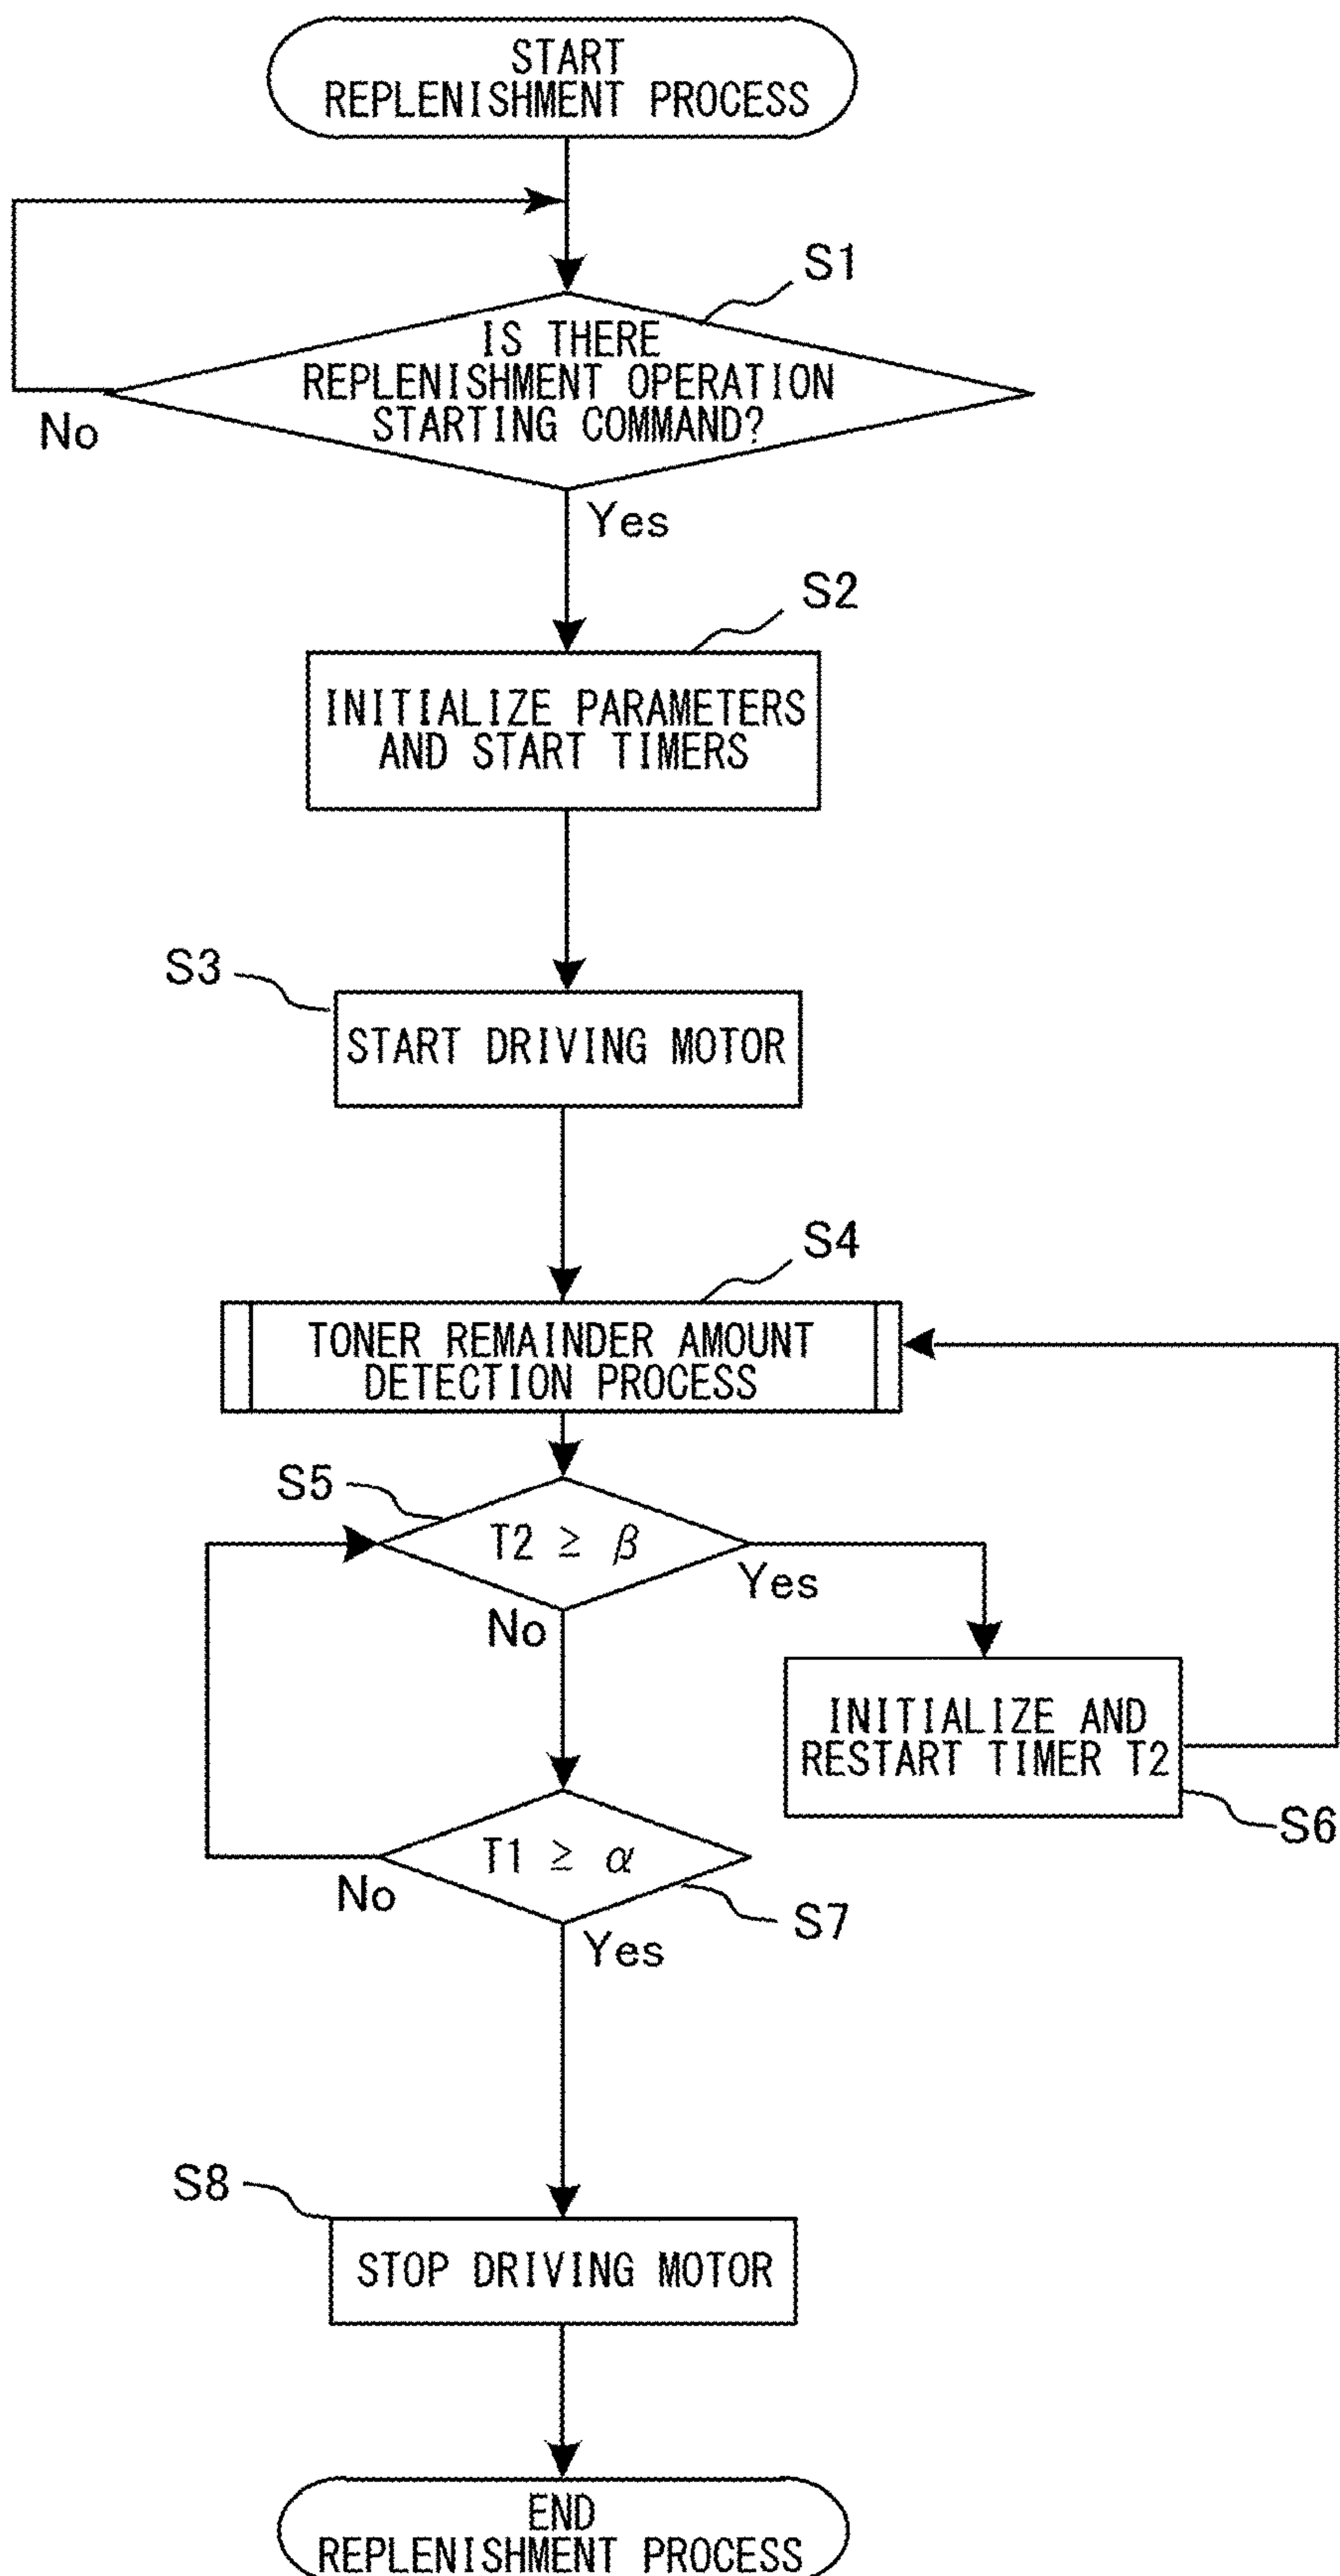 START
REPLENISHMENT PROCESS
S1
IS THERE
REPLENISHMENT OPERATION
STARTING COMMAND?
No
Yes
S2
INITIALIZE PARAMETERS
AND START TIMERS
S3
START DRIVING MOTOR
S4
TONER REMAINDER AMOUNT
DETECTION PROCESS
S5
T2 ≥ β
Yes
No
INITIALIZE AND
RESTART TIMER T2
S6
T1 ≥ α
No
S7
Yes
S8
STOP DRIVING MOTOR
END
REPLENISHMENT PROCESS